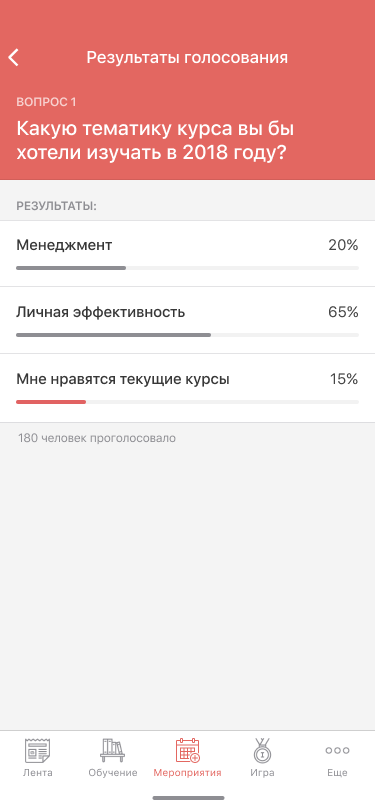 Результаты голосования
ВОПРОС 1
Какую тематику курса вы бы
хотели изучать в 2018 году?
РЕЗУЛЬТАТЫ:
Менеджмент 20%
Личная эффективность 65%
Мне нравятся текущие курсы 15%
180 человек проголосовало
Лента Обучение Мероприятия Игра Еще